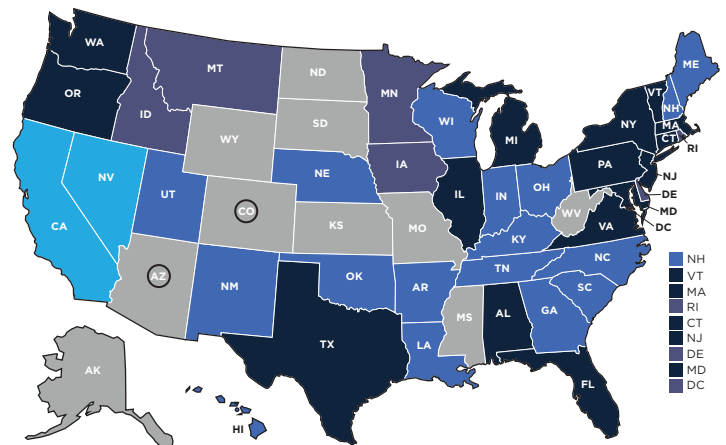 WA
MT
ND
MN
ME
OR
ID
SD
WI
VT
NH
NY
MA
CT
RI
WY
MI
IA
PA
NJ
NV
NE
UT
IL
IN
OH
DE
MD
DC
CA
CO
KS
MO
WV
VA
KY
AZ
NM
OK
AR
TN
NC
SC
MS
AL
GA
TX
LA
FL
AK
HI
NH
VT
MA
RI
CT
NJ
DE
MD
DC